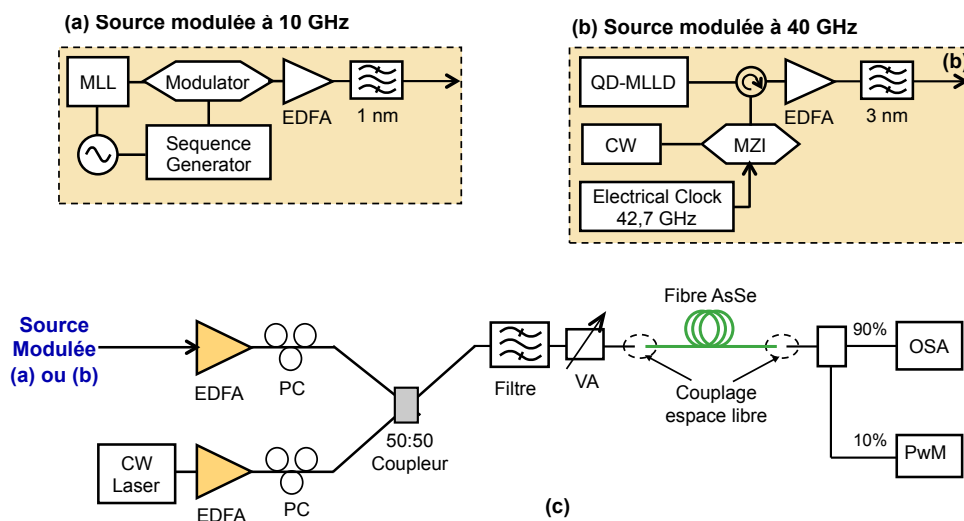 (a) Source modulée à 10 GHz
MLL
Modulator
EDFA
1 nm
Sequence
Generator
(b) Source modulée à 40 GHz
(b)
QD-MLLD
EDFA
3 nm
CW
MZI
Electrical Clock
42,7 GHz
Source
Modulée
(a) ou (b)
EDFA
PC
CW
Laser
EDFA
PC
50:50
Coupleur
Filtre
VA
Fibre AsSe
Couplage
espace libre
90%
OSA
10%
PwM
(c)